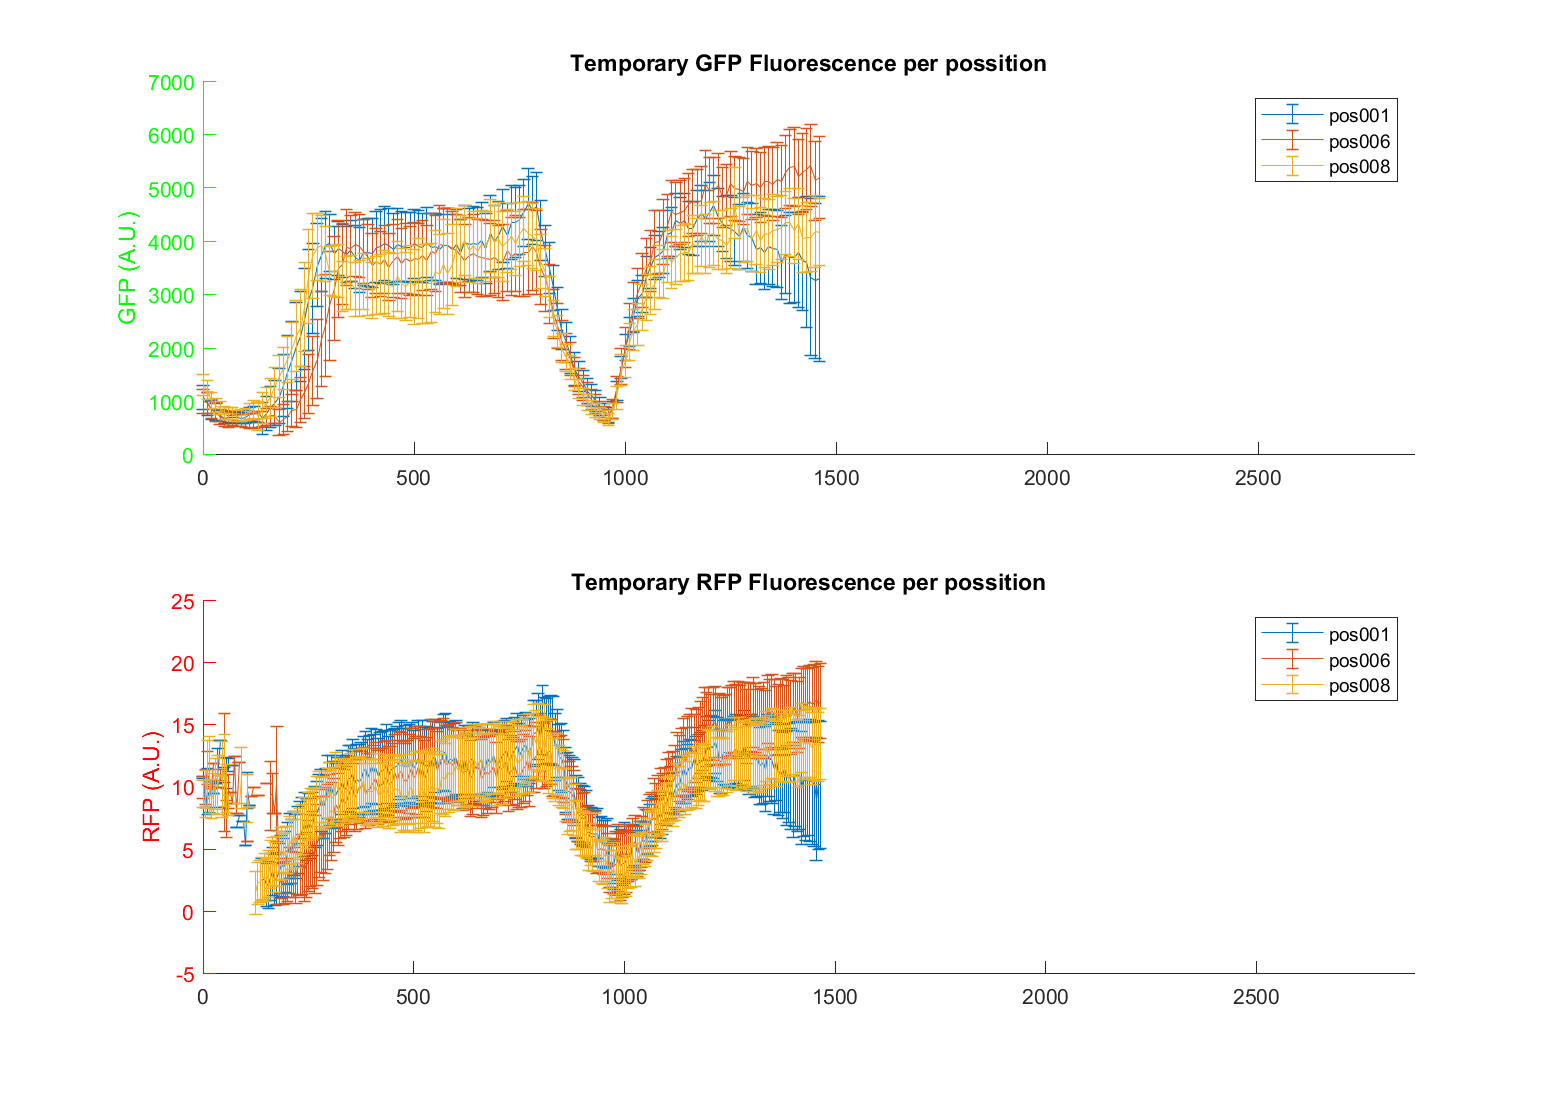 Temporary GFP Fluorescence per possition
7000
6000
5000
4000
3000
2000
1000
0
GFP (A.U.)
0 500 1000 1500 2000 2500
pos001
pos006
pos008
Temporary RFP Fluorescence per possition
25
20
15
10
5
0
-5
RFP (A.U.)
0 500 1000 1500 2000 2500
pos001
pos006
pos008